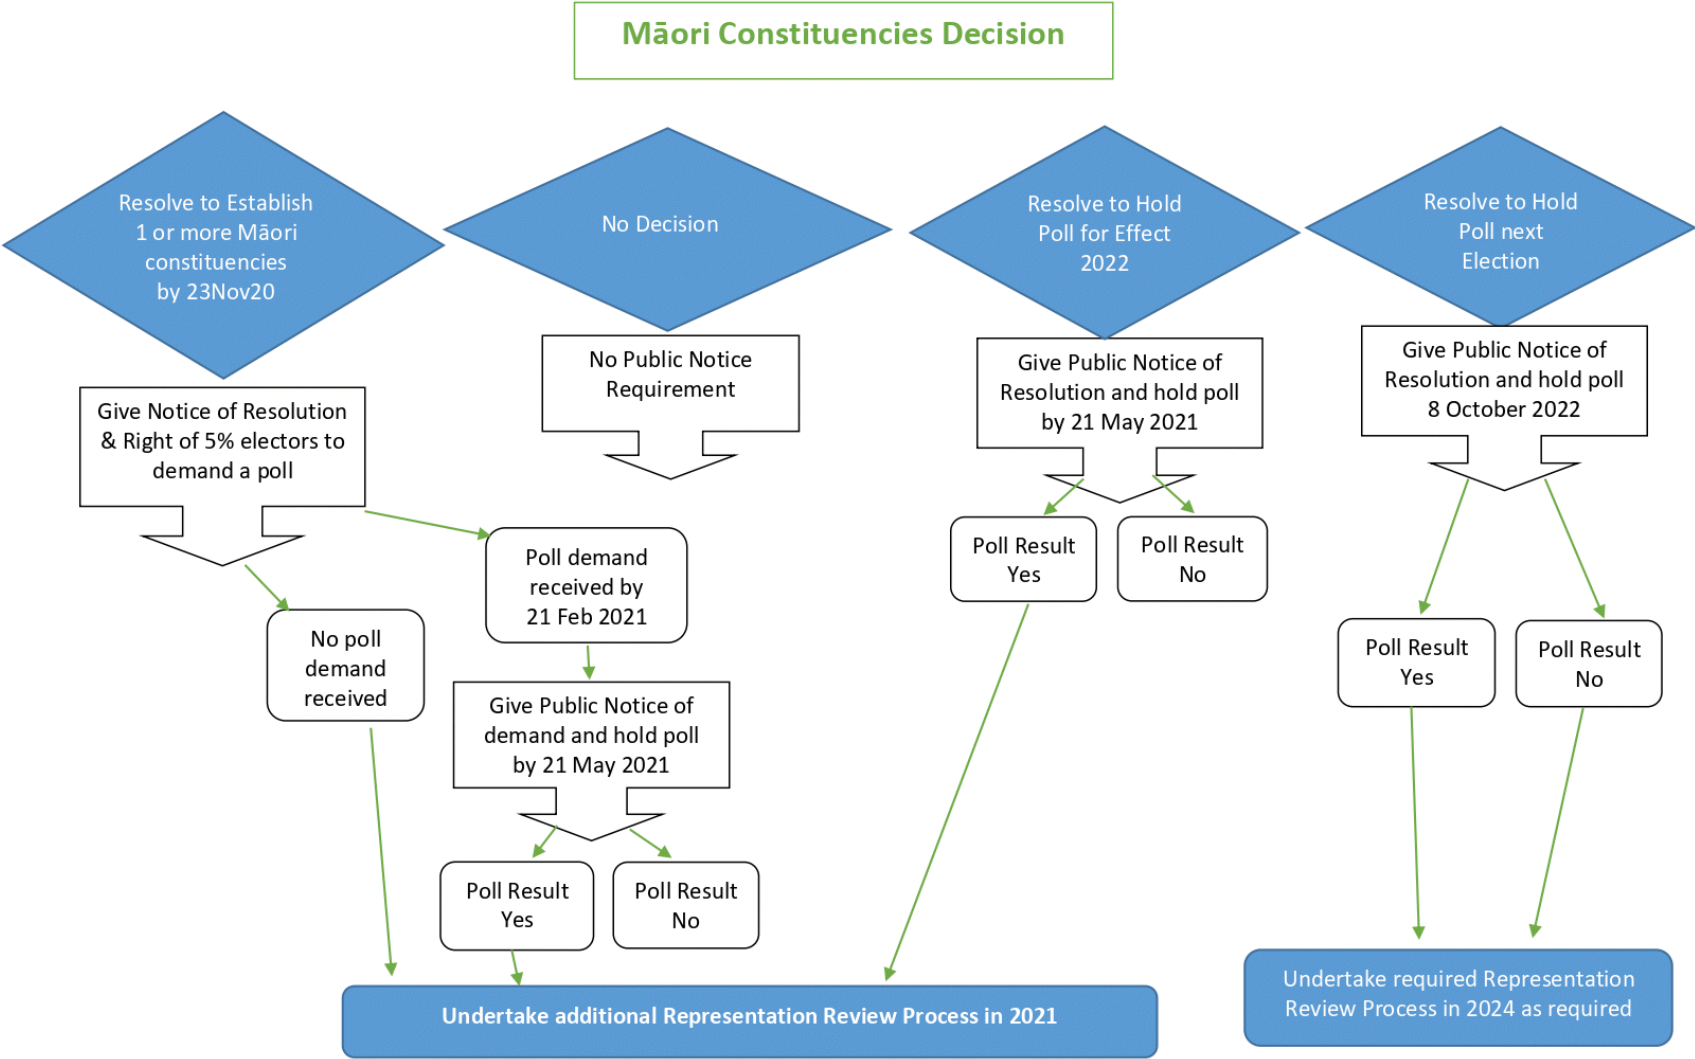 Māori Constituencies Decision
Resolve to Establish
1 or more Māori
constituencies
by 23Nov20
No Decision
Resolve to Hold
Poll for Effect
2022
Resolve to Hold
Poll next
Election
Give Notice of Resolution
& Right of 5% electors to
demand a poll
No Public Notice
Requirement
Give Public Notice of
Resolution and hold poll
by 21 May 2021
Give Public Notice of
Resolution and hold poll
8 October 2022
No poll
demand
received
Poll demand
received by
21 Feb 2021
Give Public Notice of
demand and hold poll
by 21 May 2021
Poll Result
Yes
Poll Result
No
Poll Result
Yes
Poll Result
No
Poll Result
Yes
Poll Result
No
Undertake additional Representation Review Process in 2021
Undertake required Representation
Review Process in 2024 as required